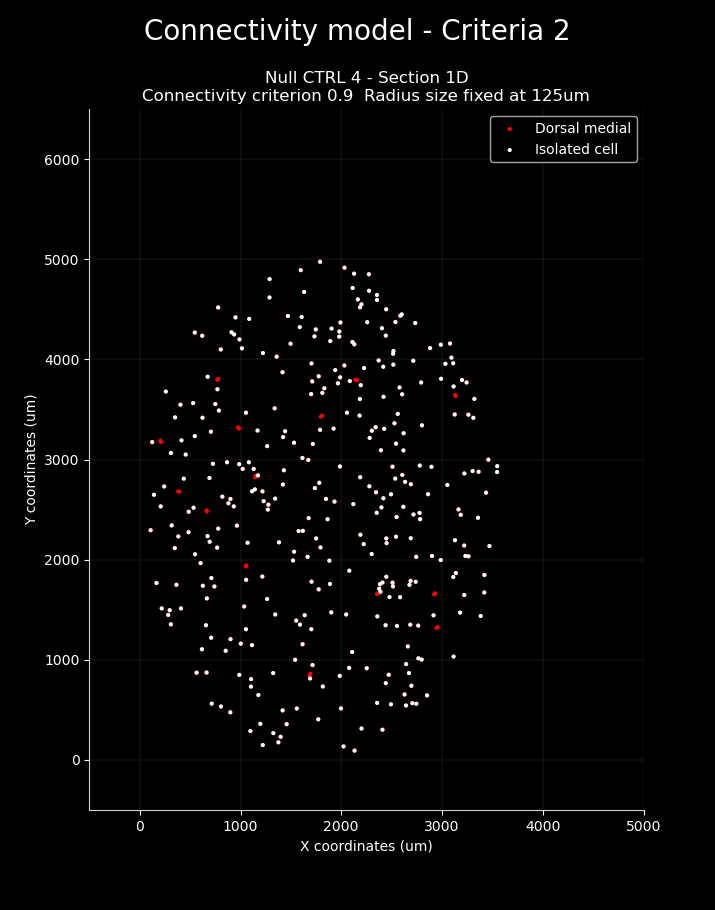 Connectivity model - Criteria 2
Null CTRL 4 - Section 1D
Connectivity criterion 0.9  Radius size fixed at 125um
Dorsal medial
Isolated cell
6000
5000
4000
3000
2000
1000
0
Y coordinates (um)
0 1000 2000 3000 4000 5000
X coordinates (um)